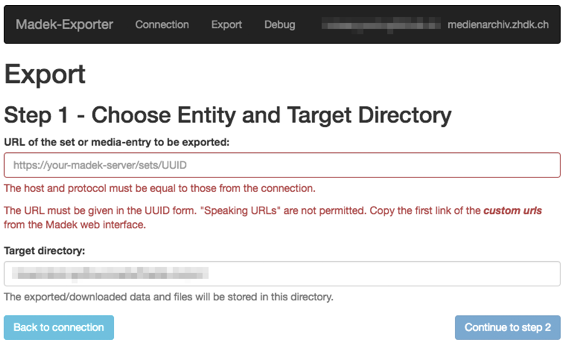 Madek-Exporter Connection Export Debug medienarchiv.zhdk.ch
Export
Step 1 - Choose Entity and Target Directory
URL of the set or media-entry to be exported:
https://your-madek-server/sets/UUID
The host and protocol must be equal to those from the connection.
The URL must be given in the UUID form. "Speaking URLs" are not permitted. Copy the first link of the custom urls
from the Madek web interface.
Target directory:
The exported/downloaded data and files will be stored in this directory.
Back to connection Continue to step 2